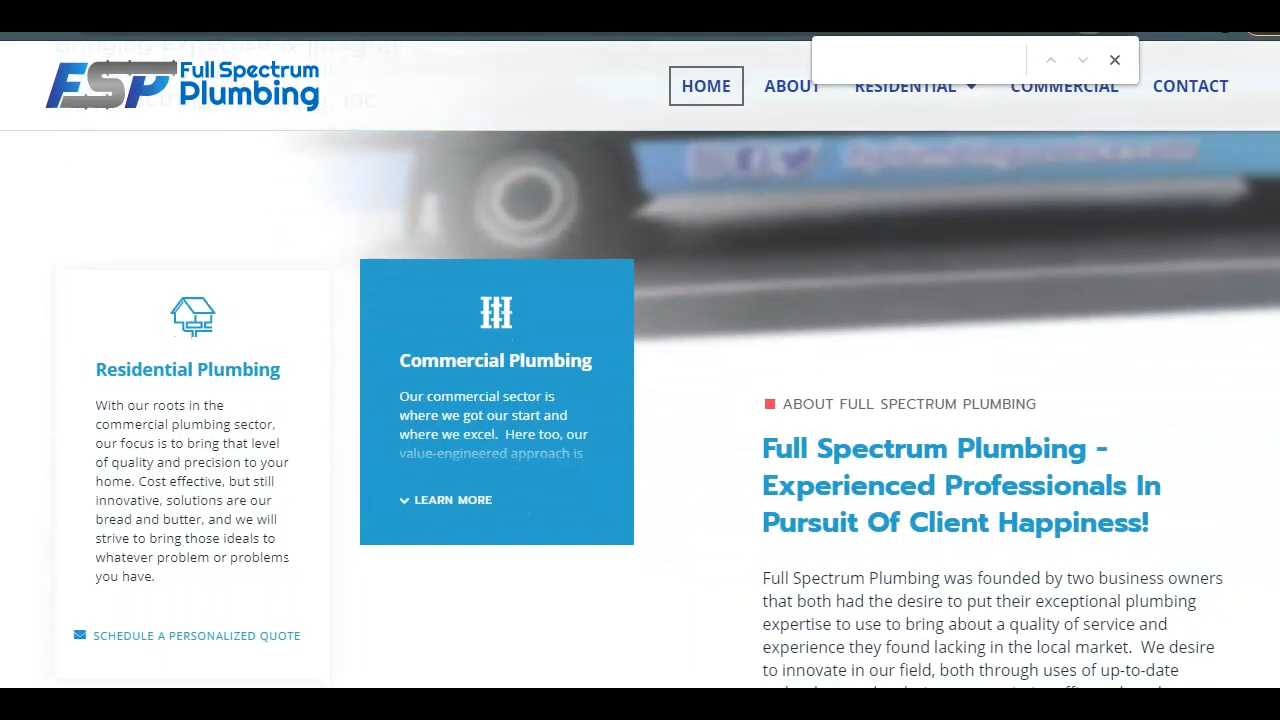 Bringing Expertise & Integrity
FSP Full Spectrum
Plumbing
HOME ABOUT RESIDENTIAL COMMERCIAL CONTACT
Residential Plumbing
With our roots in the
commercial plumbing sector,
our focus is to bring that level
of quality and precision to your
home. Cost effective, but still
innovative, solutions are our
bread and butter, and we will
strive to bring those ideals to
whatever problem or problems
you have.
SCHEDULE A PERSONALIZED QUOTE
Commercial Plumbing
Our commercial sector is
where we got our start and
where we excel. Here too, our
value-engineered approach is
LEARN MORE
ABOUT FULL SPECTRUM PLUMBING
Full Spectrum Plumbing -
Experienced Professionals In
Pursuit Of Client Happiness!
Full Spectrum Plumbing was founded by two business owners
that both had the desire to put their exceptional plumbing
expertise to use to bring about a quality of service and
experience they found lacking in the local market. We desire
to innovate in our field, both through uses of up-to-date